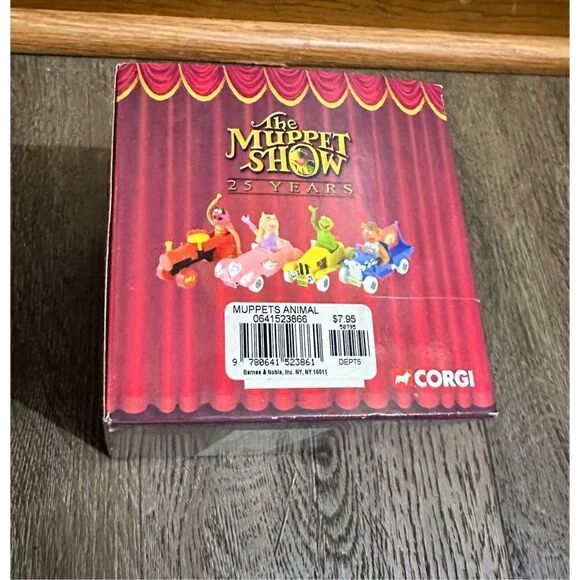 The
MUPPET
SHOW
25 YEARS
MUPPETS ANIMAL
0641523866
$7.95
50795
9 780641 523861
DEPT5
Barnes & Noble, Inc. NY, NY 10011
CORGI